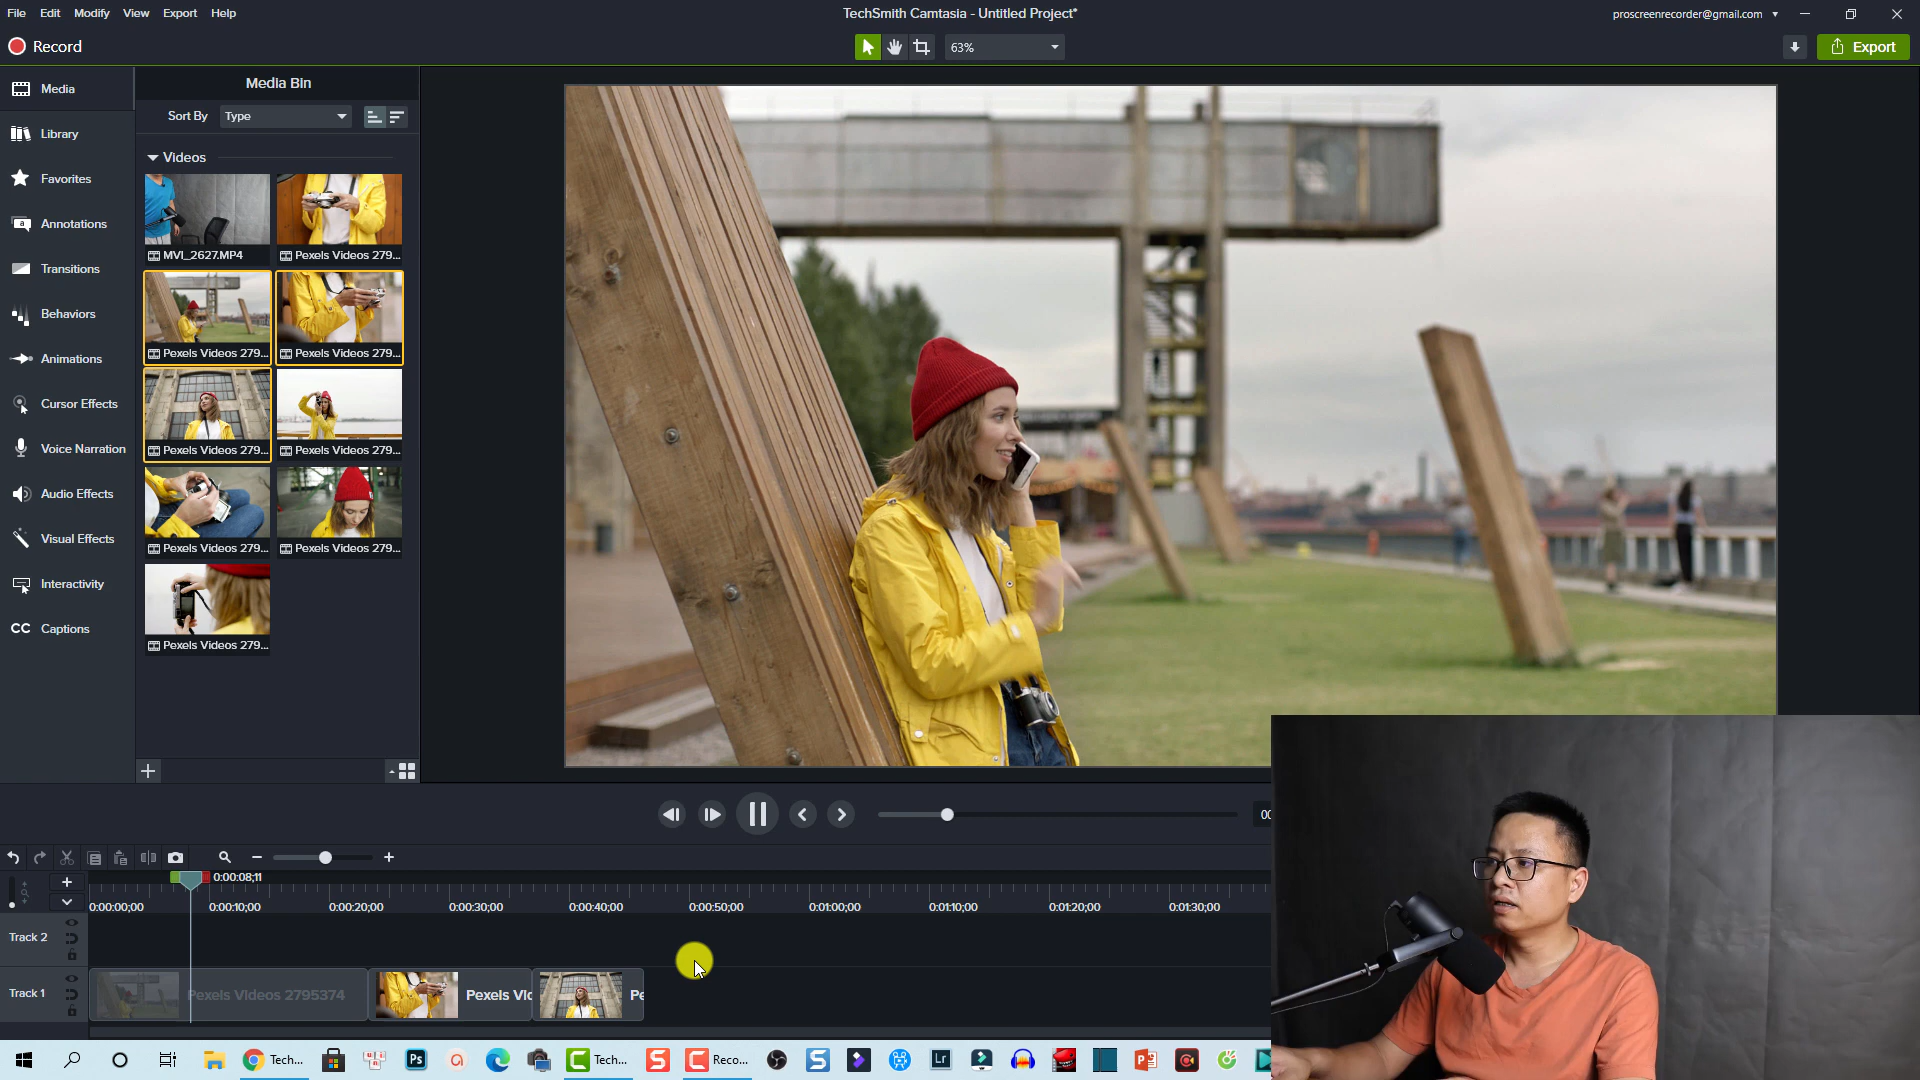 File Edit Modify View Export Help
TechSmith Camtasia - Untitled Project*
proscreenrecorder@gmail.com
Record
63%
Export
Media
Library
Favorites
Annotations
Transitions
Behaviors
Animations
Cursor Effects
Voice Narration
Audio Effects
Visual Effects
Interactivity
CC Captions
Media Bin
Sort By Type
Videos
MVI_2627.MP4 Pexels Videos 279...
Pexels Videos 279... Pexels Videos 279...
Pexels Videos 279... Pexels Videos 279...
Pexels Videos 279... Pexels Videos 279...
Pexels Videos 279...
00
0:00:08;11
0:00:00;00 0:00:10;00 0:00:20;00 0:00:30;00 0:00:40;00 0:00:50;00 0:01:00;00 0:01:10;00 0:01:20;00 0:01:30;00
Track 2
Track 1
Pexels Videos 2795374 Pexels Vi Pe
Tech... Ps Tech... Reco... Lr